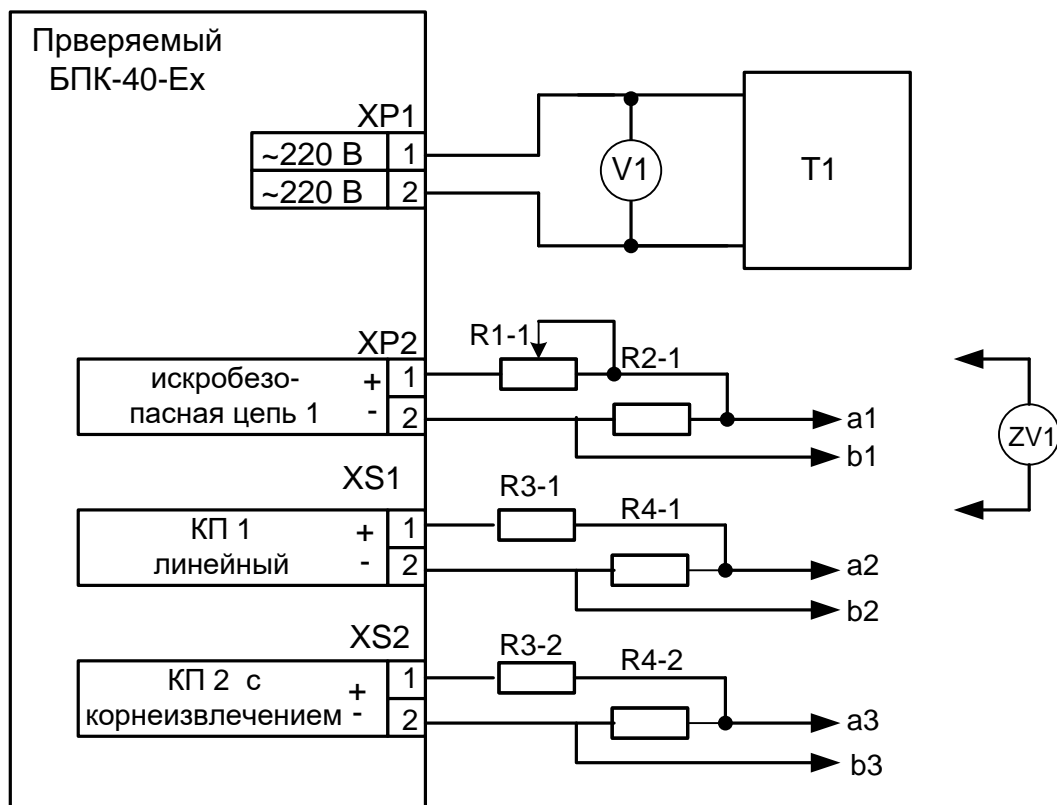 Прверяемый
БПК-40-Ex
XP1
~220 В 1
~220 В 2
V1
T1
XP2
R1-1
R2-1
искробезо- + 1
пасная цепь 1 - 2
a1
b1
ZV1
XS1
R3-1
R4-1
КП 1 + 1
линейный - 2
a2
b2
XS2
R3-2
R4-2
КП 2 с + 1
корнеизвлечением - 2
a3
b3